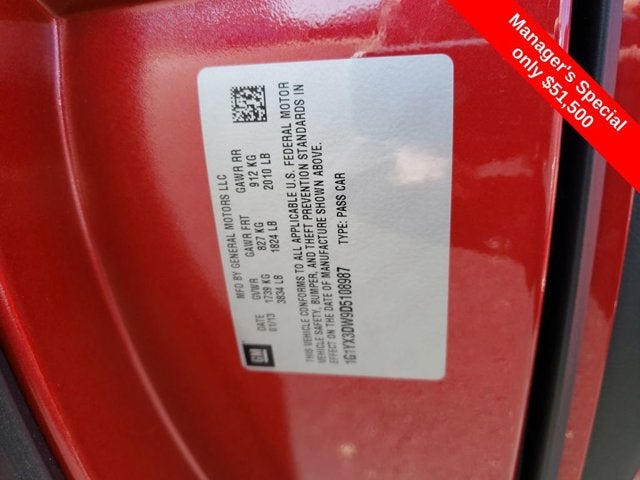 MFD BY GENERAL MOTORS LLC
DATE GVWR GAWR FRT GAWR RR
01/13 1739 KG 827 KG 912 KG
3834 LB 1824 LB 2010 LB
THIS VEHICLE CONFORMS TO ALL APPLICABLE U.S. FEDERAL MOTOR
VEHICLE SAFETY, BUMPER, AND THEFT PREVENTION STANDARDS IN
EFFECT ON THE DATE OF MANUFACTURE SHOWN ABOVE.
1G1YX3DW9D5108987 TYPE: PASS CAR
GM
Manager's Special
only $51,500